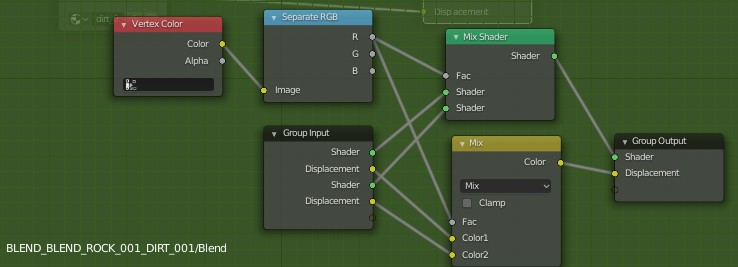 dirt
Displacement
Vertex Color
Color
Alpha
Separate RGB
R
G
B
Image
Group Input
Shader
Displacement
Shader
Displacement
Mix Shader
Shader
Fac
Shader
Shader
Mix
Color
Mix
Clamp
Fac
Color1
Color2
Group Output
Shader
Displacement
BLEND_BLEND_ROCK_001_DIRT_001/Blend